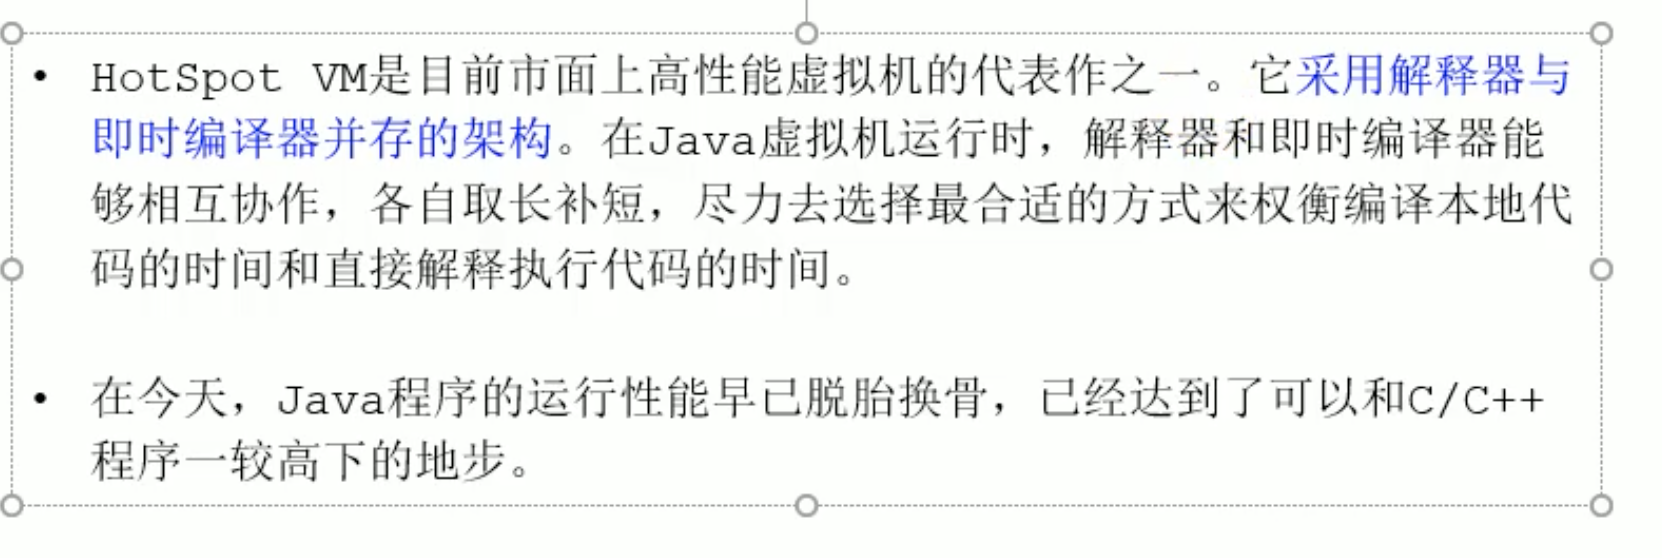 • HotSpot VM是目前市面上高性能虚拟机的代表作之一。它采用解释器与
即时编译器并存的架构。在Java虚拟机运行时，解释器和即时编译器能
够相互协作，各自取长补短，尽力去选择最合适的方式来权衡编译本地代
码的时间和直接解释执行代码的时间。
• 在今天，Java程序的运行性能早已脱胎换骨，已经达到了可以和C/C++
程序一较高下的地步。